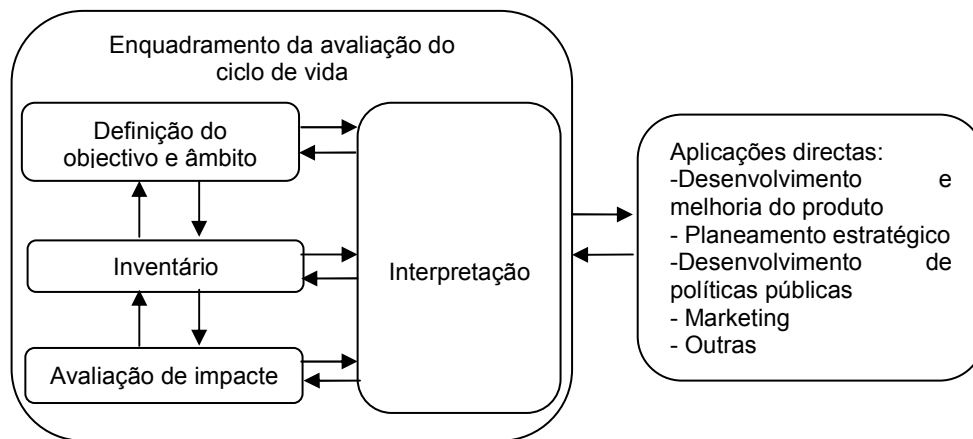 Enquadramento da avaliação do
ciclo de vida
Definição do
objectivo e âmbito
Inventário
Avaliação de impacte
Interpretação
Aplicações directas:
-Desenvolvimento e
melhoria do produto
- Planeamento estratégico
-Desenvolvimento de
políticas públicas
- Marketing
- Outras